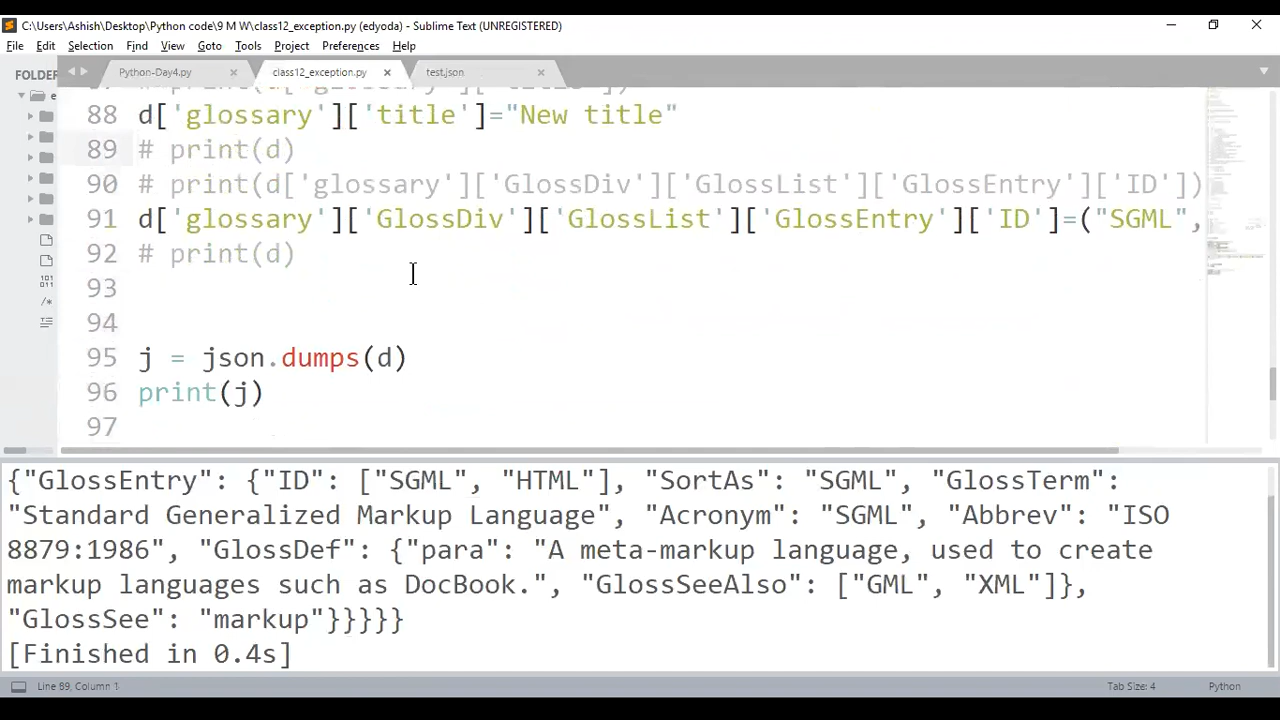 C:\Users\Ashish\Desktop\Python code\9 M W\class12_exception.py (edyoda) - Sublime Text (UNREGISTERED)
File Edit Selection Find View Goto Tools Project Preferences Help
FOLDER Python-Day4.py × class12_exception.py × test.json ×
88 d['glossary']['title']="New title"
89 # print(d)
90 # print(d['glossary']['GlossDiv']['GlossList']['GlossEntry']['ID'])
91 d['glossary']['GlossDiv']['GlossList']['GlossEntry']['ID']=("SGML",
92 # print(d)
93
94
95 j = json.dumps(d)
96 print(j)
97
{"GlossEntry": {"ID": ["SGML", "HTML"], "SortAs": "SGML", "GlossTerm":
"Standard Generalized Markup Language", "Acronym": "SGML", "Abbrev": "ISO
8879:1986", "GlossDef": {"para": "A meta-markup language, used to create
markup languages such as DocBook.", "GlossSeeAlso": ["GML", "XML"]},
"GlossSee": "markup"}}}}}
[Finished in 0.4s]
Line 89, Column 1 Tab Size: 4 Python